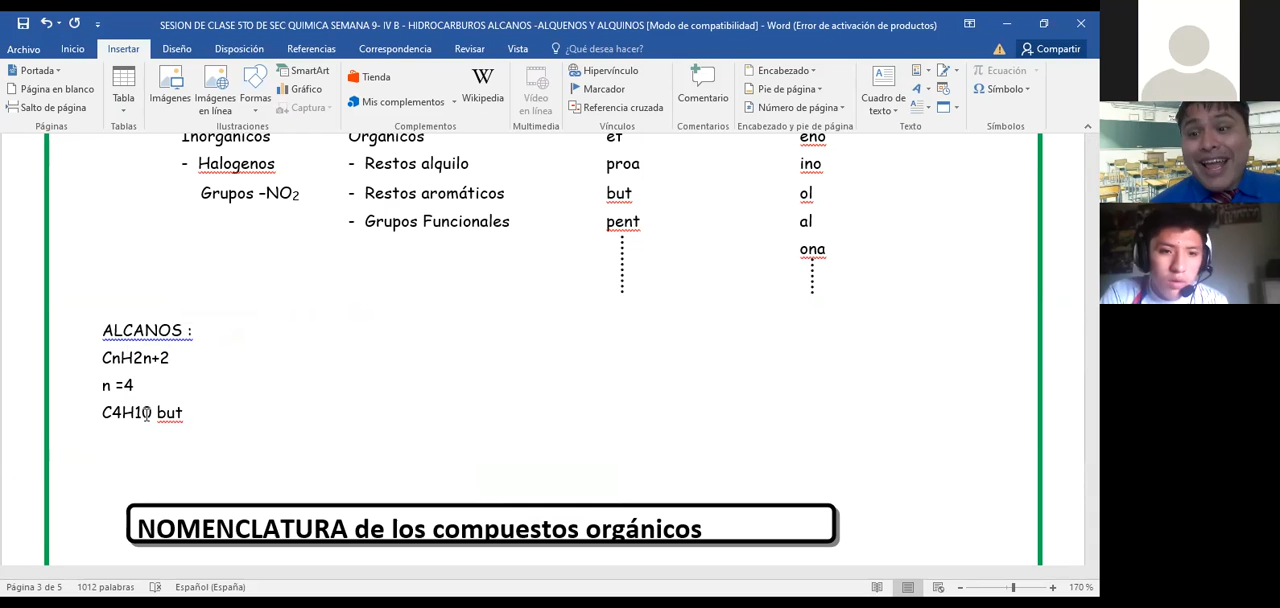 SESION DE CLASE 5TO DE SEC QUIMICA SEMANA 9- IV B - HIDROCARBUROS ALCANOS -ALQUENOS Y ALQUINOS [Modo de compatibilidad] - Word (Error de activación de productos)
Archivo Inicio Insertar Diseño Disposición Referencias Correspondencia Revisar Vista ¿Qué desea hacer? Compartir
Portada
Página en blanco
Salto de página
Páginas
Tabla
Tablas
Imágenes
Imágenes en línea
Formas
SmartArt
Gráfico
Captura
Ilustraciones
Tienda
Mis complementos
Wikipedia
Complementos
Vídeo en línea
Multimedia
Hipervínculo
Marcador
Referencia cruzada
Vínculos
Comentario
Comentarios
Encabezado
Pie de página
Número de página
Encabezado y pie de página
Cuadro de texto
Texto
Ecuación
Símbolo
Símbolos
Inorgánicos Orgánicos et eno
- Halogenos - Restos alquilo proa ino
Grupos –NO2 - Restos aromáticos but ol
- Grupos Funcionales pent al
ona
ALCANOS :
CnH2n+2
n =4
C4H10 but
NOMENCLATURA de los compuestos orgánicos
Página 3 de 5 1012 palabras Español (España) 170 %